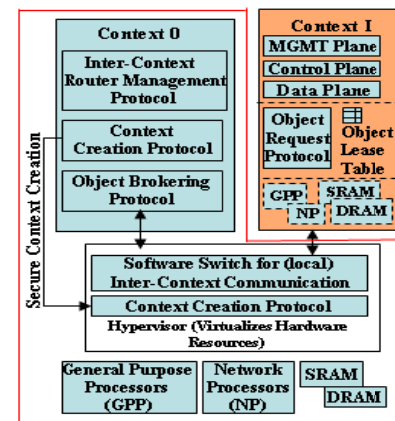 Context 0
Inter-Context
Router Management
Protocol
Context
Creation Protocol
Object Brokering
Protocol
Context I
MGMT Plane
Control Plane
Data Plane
Object
Request
Protocol
Object
Lease
Table
GPP
SRAM
NP
DRAM
Secure Context Creation
Software Switch for (local)
Inter-Context Communication
Context Creation Protocol
Hypervisor (Virtualizes Hardware
Resources)
General Purpose
Processors
(GPP)
Network
Processors
(NP)
SRAM
DRAM